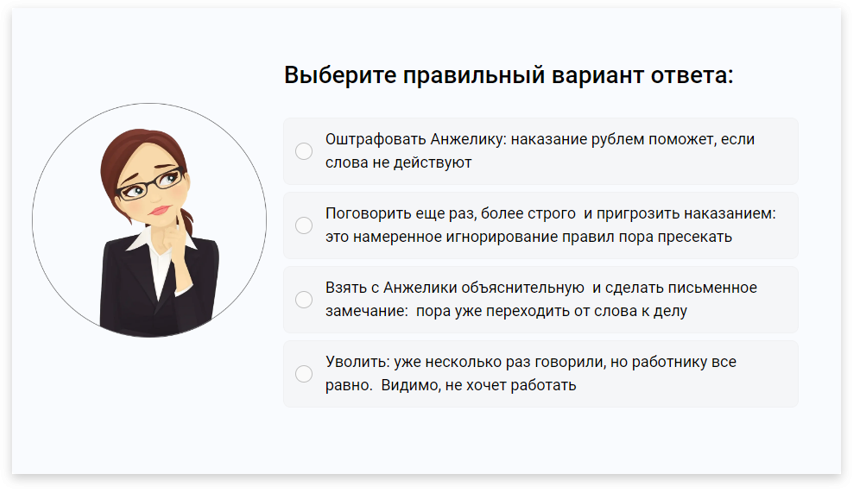 Выберите правильный вариант ответа:
Оштрафовать Анжелику: наказание рублем поможет, если
слова не действуют
Поговорить еще раз, более строго  и пригрозить наказанием:
это намеренное игнорирование правил пора пресекать
Взять с Анжелики объяснительную  и сделать письменное
замечание:  пора уже переходить от слова к делу
Уволить: уже несколько раз говорили, но работнику все
равно.  Видимо, не хочет работать